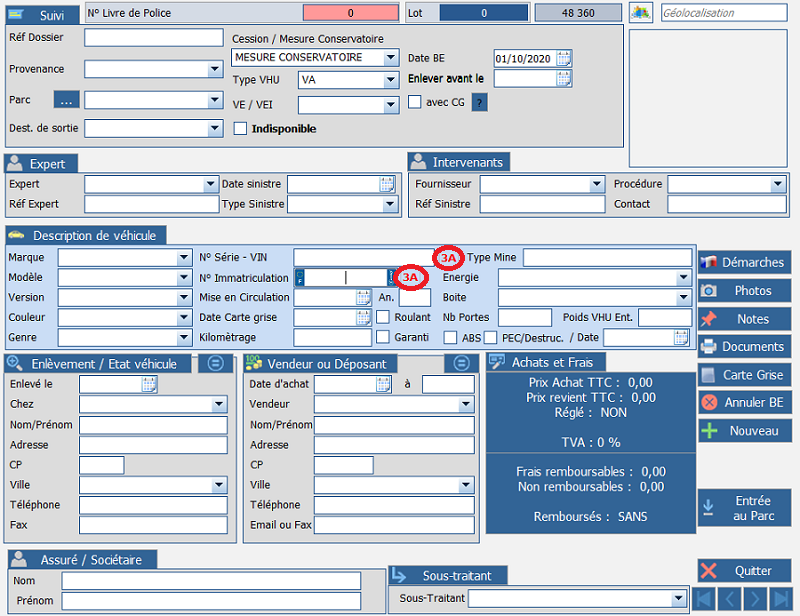 Suivi
N° Livre de Police
0
Lot
0
48 360
Géolocalisation
Réf Dossier
Provenance
Parc
...
Dest. de sortie
Cession / Mesure Conservatoire
MESURE CONSERVATOIRE
Type VHU
VA
VE / VEI
Indisponible
Date BE
01/10/2020
Enlever avant le
avec CG
?
Expert
Expert
Date sinistre
Réf Expert
Type Sinistre
Intervenants
Fournisseur
Procédure
Réf Sinistre
Contact
Description de véhicule
Marque
N° Série - VIN
3A
Type Mine
Modèle
N° Immatriculation
F
3A
Energie
Version
Mise en Circulation
An.
Boite
Couleur
Date Carte grise
Roulant
Nb Portes
Poids VHU Ent.
Genre
Kilomètrage
Garanti
ABS
PEC/Destruc. / Date
Démarches
Photos
Notes
Documents
Carte Grise
Annuler BE
Nouveau
Entrée
au Parc
Quitter
Enlèvement / Etat véhicule
Enlevé le
Chez
Nom/Prénom
Adresse
CP
Ville
Téléphone
Fax
100
Vendeur ou Déposant
Date d'achat
à
Vendeur
Nom/Prénom
Adresse
CP
Ville
Téléphone
Email ou Fax
Achats et Frais
Prix Achat TTC : 0,00
Prix revient TTC : 0,00
Réglé : NON
TVA : 0 %
Frais remboursables : 0,00
Non remboursables : 0,00
Remboursés : SANS
Assuré / Sociétaire
Nom
Prénom
Sous-traitant
Sous-Traitant